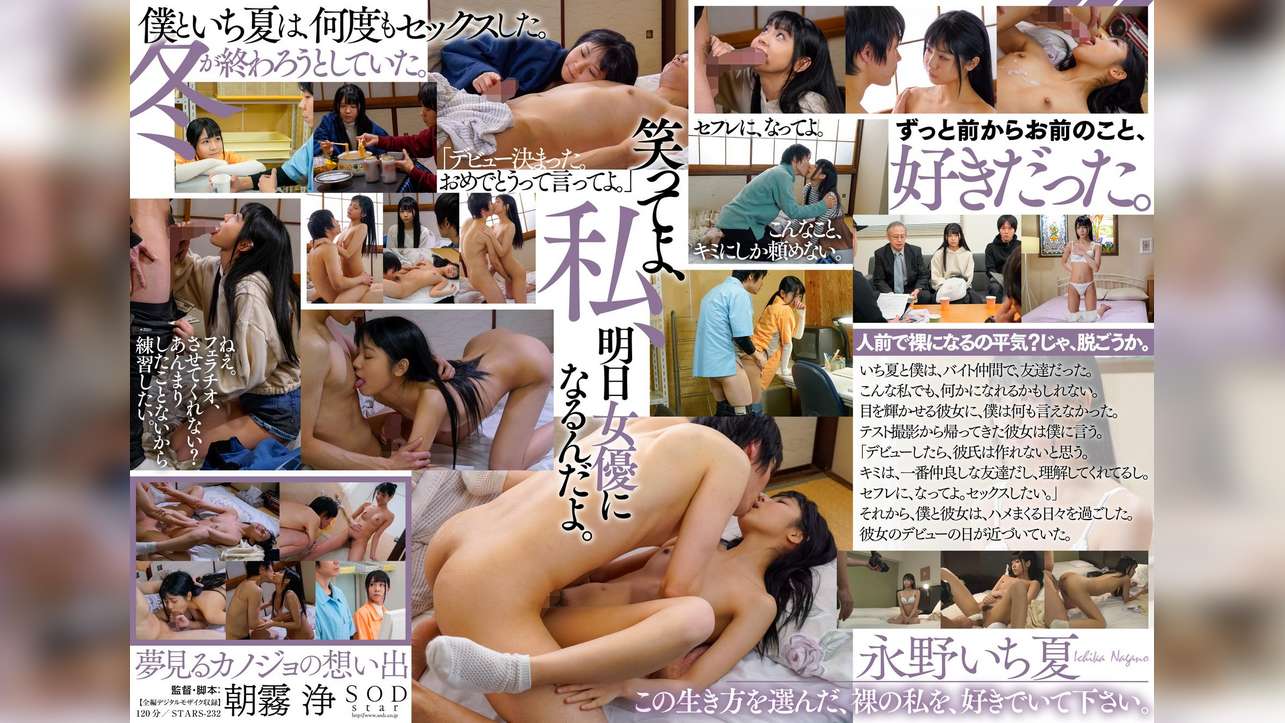 僕といち夏は、何度もセックスした。
冬が終わろうとしていた。
「デビュー決まった。
おめでとうって言ってよ。」
笑ってよ、
私、
明日女優に
なるんだよ。
ねぇ。
フェラチオ、
させてくれない?
あんまり
したことないから
練習したい。
セフレに、なってよ。
こんなこと、
キミにしか頼めない。
ずっと前からお前のこと、
好きだった。
人前で裸になるの平気?じゃ、脱ごうか。
いち夏と僕は、バイト仲間で、友達だった。
こんな私でも、何かになれるかもしれない。
目を輝かせる彼女に、僕は何も言えなかった。
テスト撮影から帰ってきた彼女は僕に言う。
「デビューしたら、彼氏は作れないと思う。
キミは、一番仲良しな友達だし、理解してくれてるし。
セフレに、なってよ。セックスしたい。」
それから、僕と彼女は、ハメまくる日々を過ごした。
彼女のデビューの日が近づいていた。
夢見るカノジョの想い出
監督・脚本:朝霧 浄
【全編デジタルモザイク収録】
120分/STARS-232
SOD
star
http://www.sod.co.jp
永野いち夏
Ichika Nagano
この生き方を選んだ、裸の私を、好きでいて下さい。